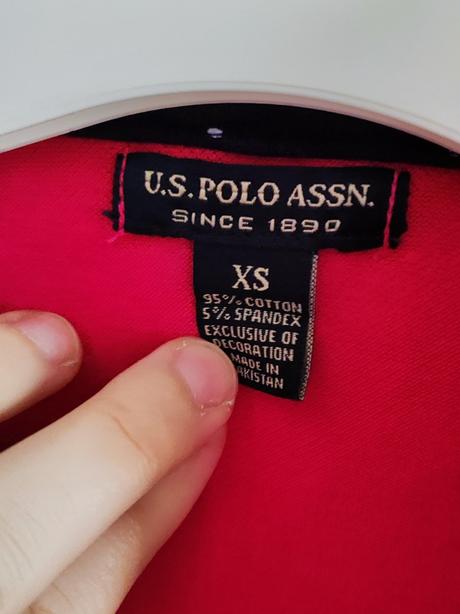 U.S. POLO ASSN.
SINCE 1890
XS
95% COTTON
5% SPANDEX
EXCLUSIVE OF
DECORATION
MADE IN
PAKISTAN